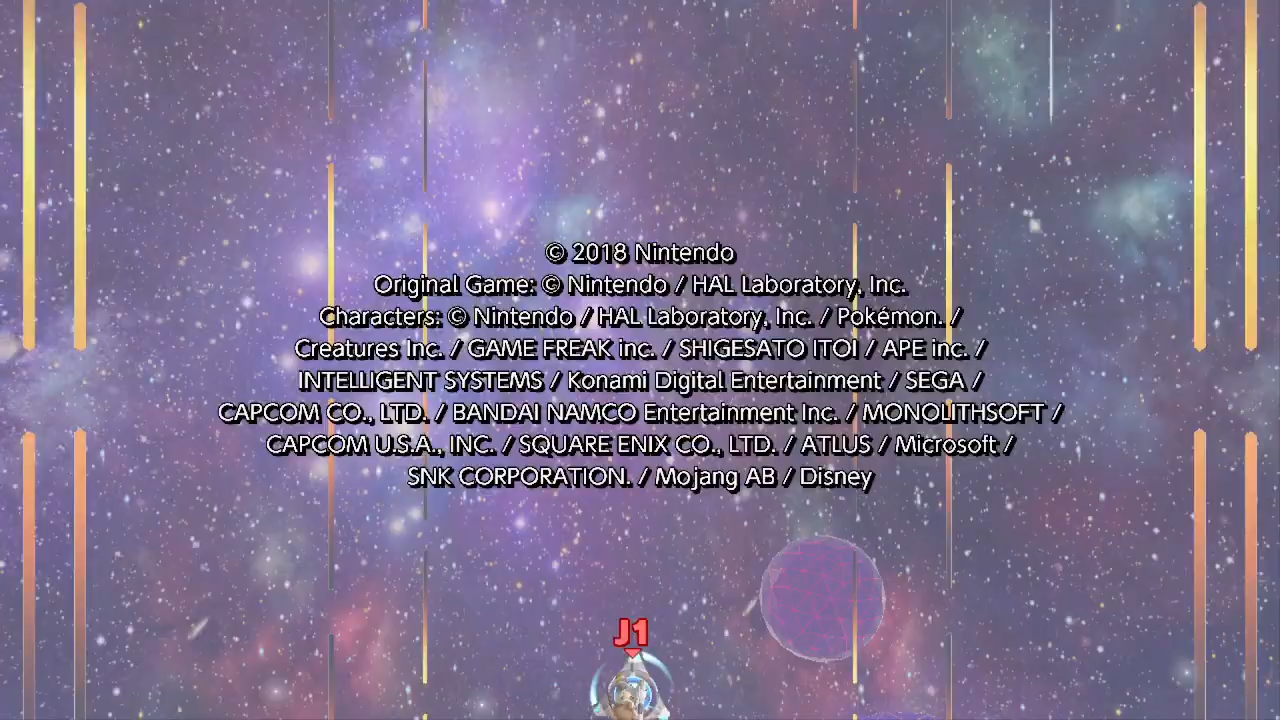 © 2018 Nintendo
Original Game: © Nintendo / HAL Laboratory, Inc.
Characters: © Nintendo / HAL Laboratory, Inc. / Pokémon. /
Creatures Inc. / GAME FREAK inc. / SHIGESATO ITOI / APE inc. /
INTELLIGENT SYSTEMS / Konami Digital Entertainment / SEGA /
CAPCOM CO., LTD. / BANDAI NAMCO Entertainment Inc. / MONOLITHSOFT /
CAPCOM U.S.A., INC. / SQUARE ENIX CO., LTD. / ATLUS / Microsoft /
SNK CORPORATION. / Mojang AB / Disney
J1